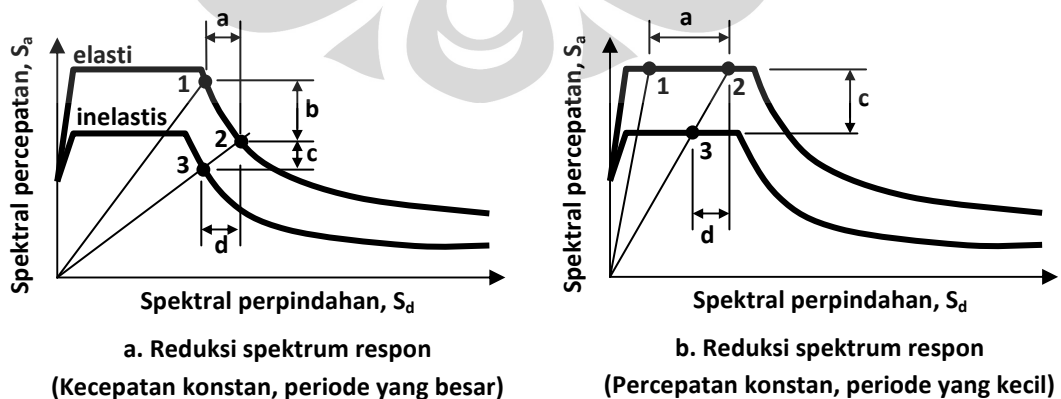 Spektral percepatan, Sa
elasti
inelastis
a
1
b
2
c
3
d
Spektral perpindahan, Sd
a. Reduksi spektrum respon
(Kecepatan konstan, periode yang besar)
Spektral percepatan, Sa
a
1
2
c
3
d
Spektral perpindahan, Sd
b. Reduksi spektrum respon
(Percepatan konstan, periode yang kecil)